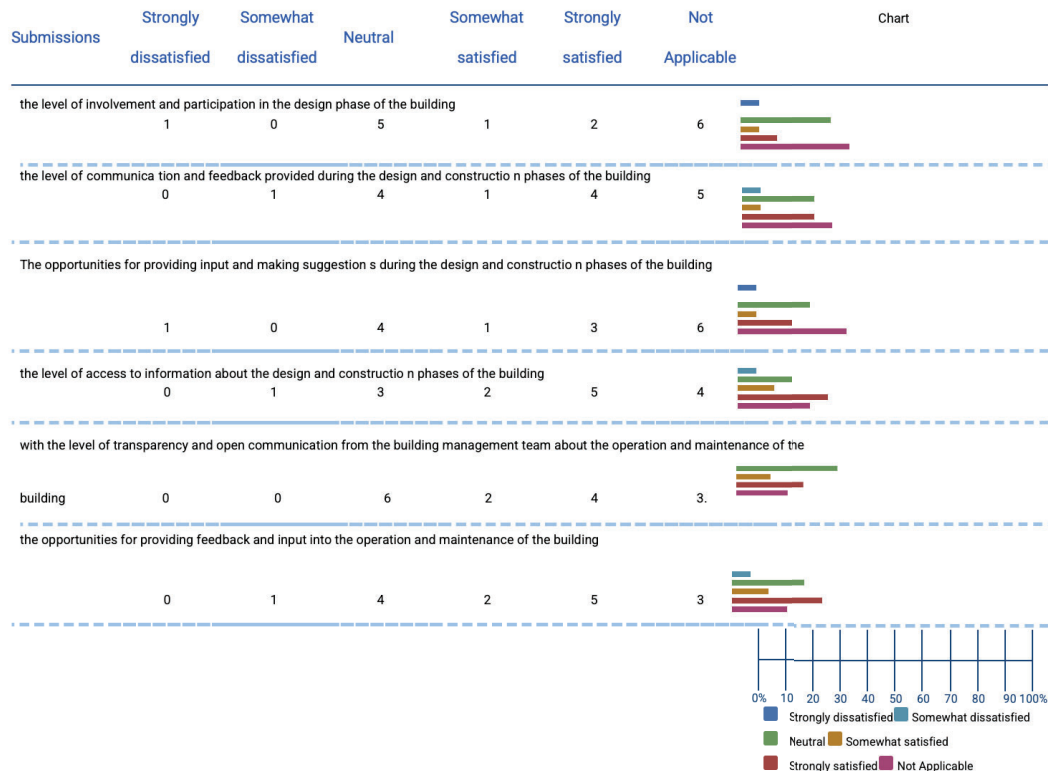 Submissions Strongly dissatisfied Somewhat dissatisfied Neutral Somewhat satisfied Strongly satisfied Not Applicable Chart
the level of involvement and participation in the design phase of the building
1 0 5 1 2 6
the level of communica tion and feedback provided during the design and constructio n phases of the building
0 1 4 1 4 5
The opportunities for providing input and making suggestion s during the design and constructio n phases of the building
1 0 4 1 3 6
the level of access to information about the design and constructio n phases of the building
0 1 3 2 5 4
with the level of transparency and open communication from the building management team about the operation and maintenance of the
building 0 0 6 2 4 3.
the opportunities for providing feedback and input into the operation and maintenance of the building
0 1 4 2 5 3
0% 10 20 30 40 50 60 70 80 90 100%
Strongly dissatisfied Somewhat dissatisfied
Neutral Somewhat satisfied
Strongly satisfied Not Applicable